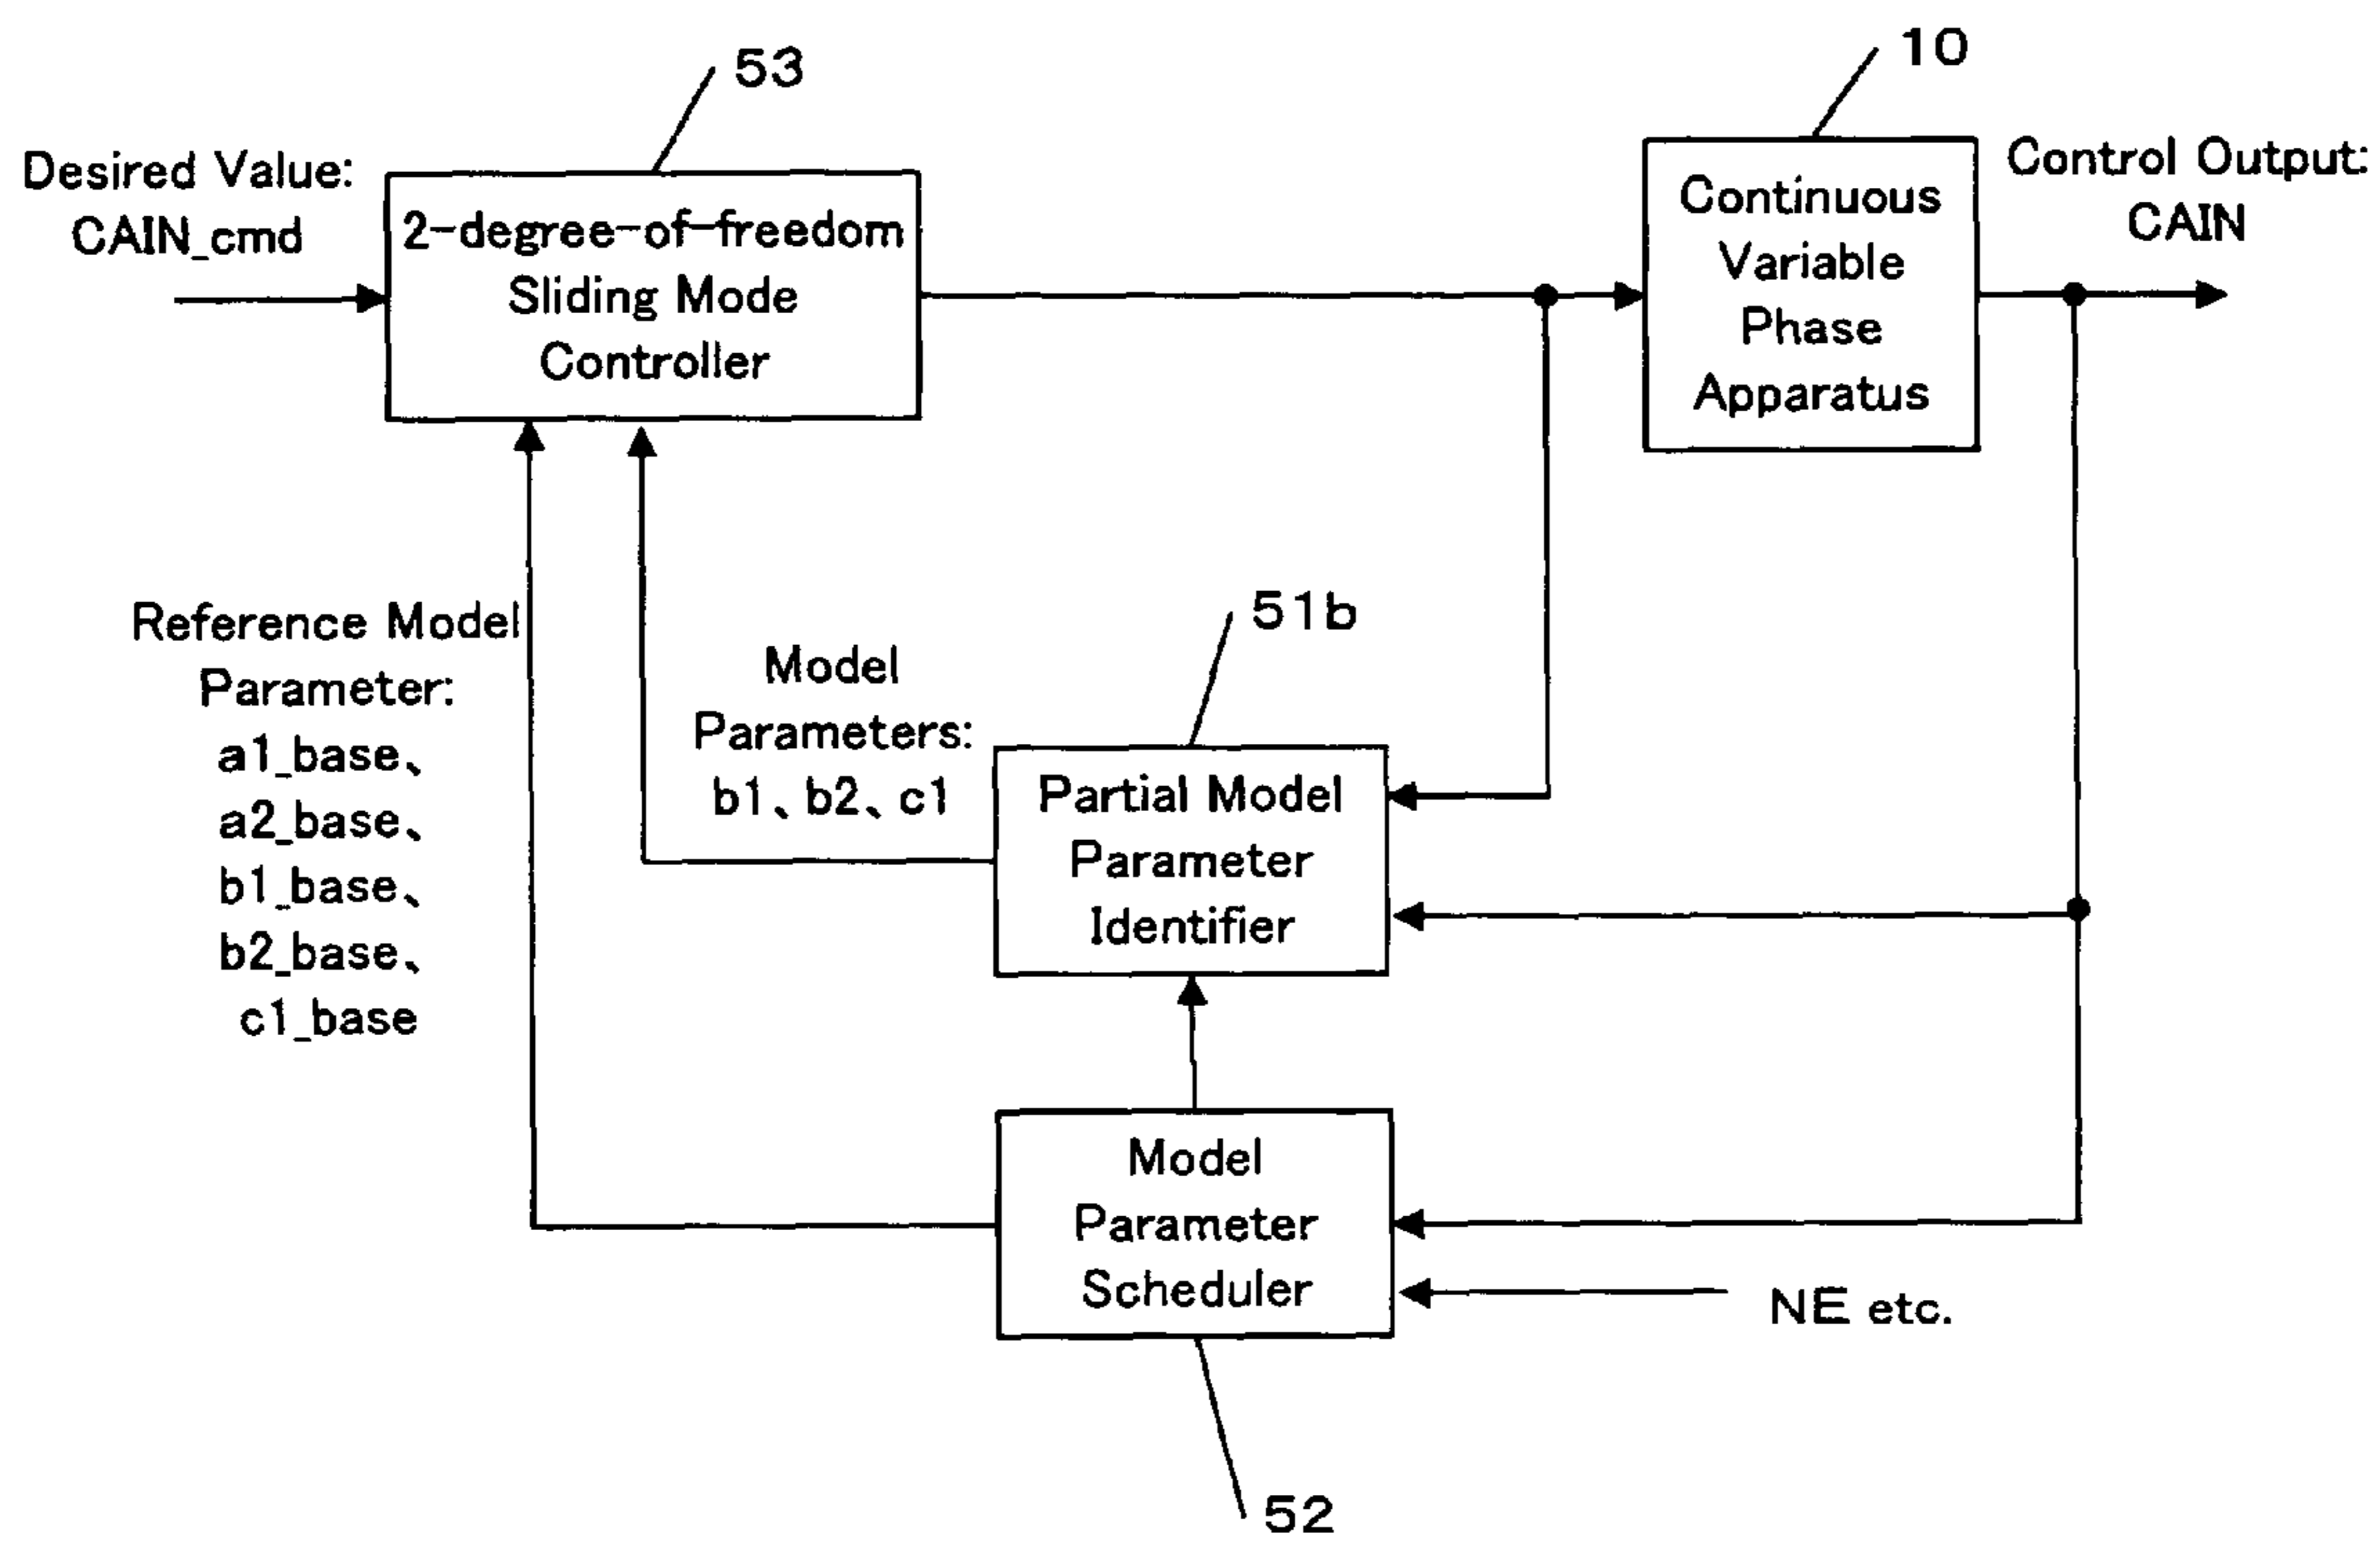 53
10
Desired Value:
CAIN_cmd
2-degree-of-freedom
Sliding Mode
Controller
Continuous
Variable
Phase
Apparatus
Control Output:
CAIN
Reference Model
Parameter:
a1_base、
a2_base、
b1_base、
b2_base、
c1_base
Model
Parameters:
b1、b2、c1
51b
Partial Model
Parameter
Identifier
Model
Parameter
Scheduler
NE etc.
52